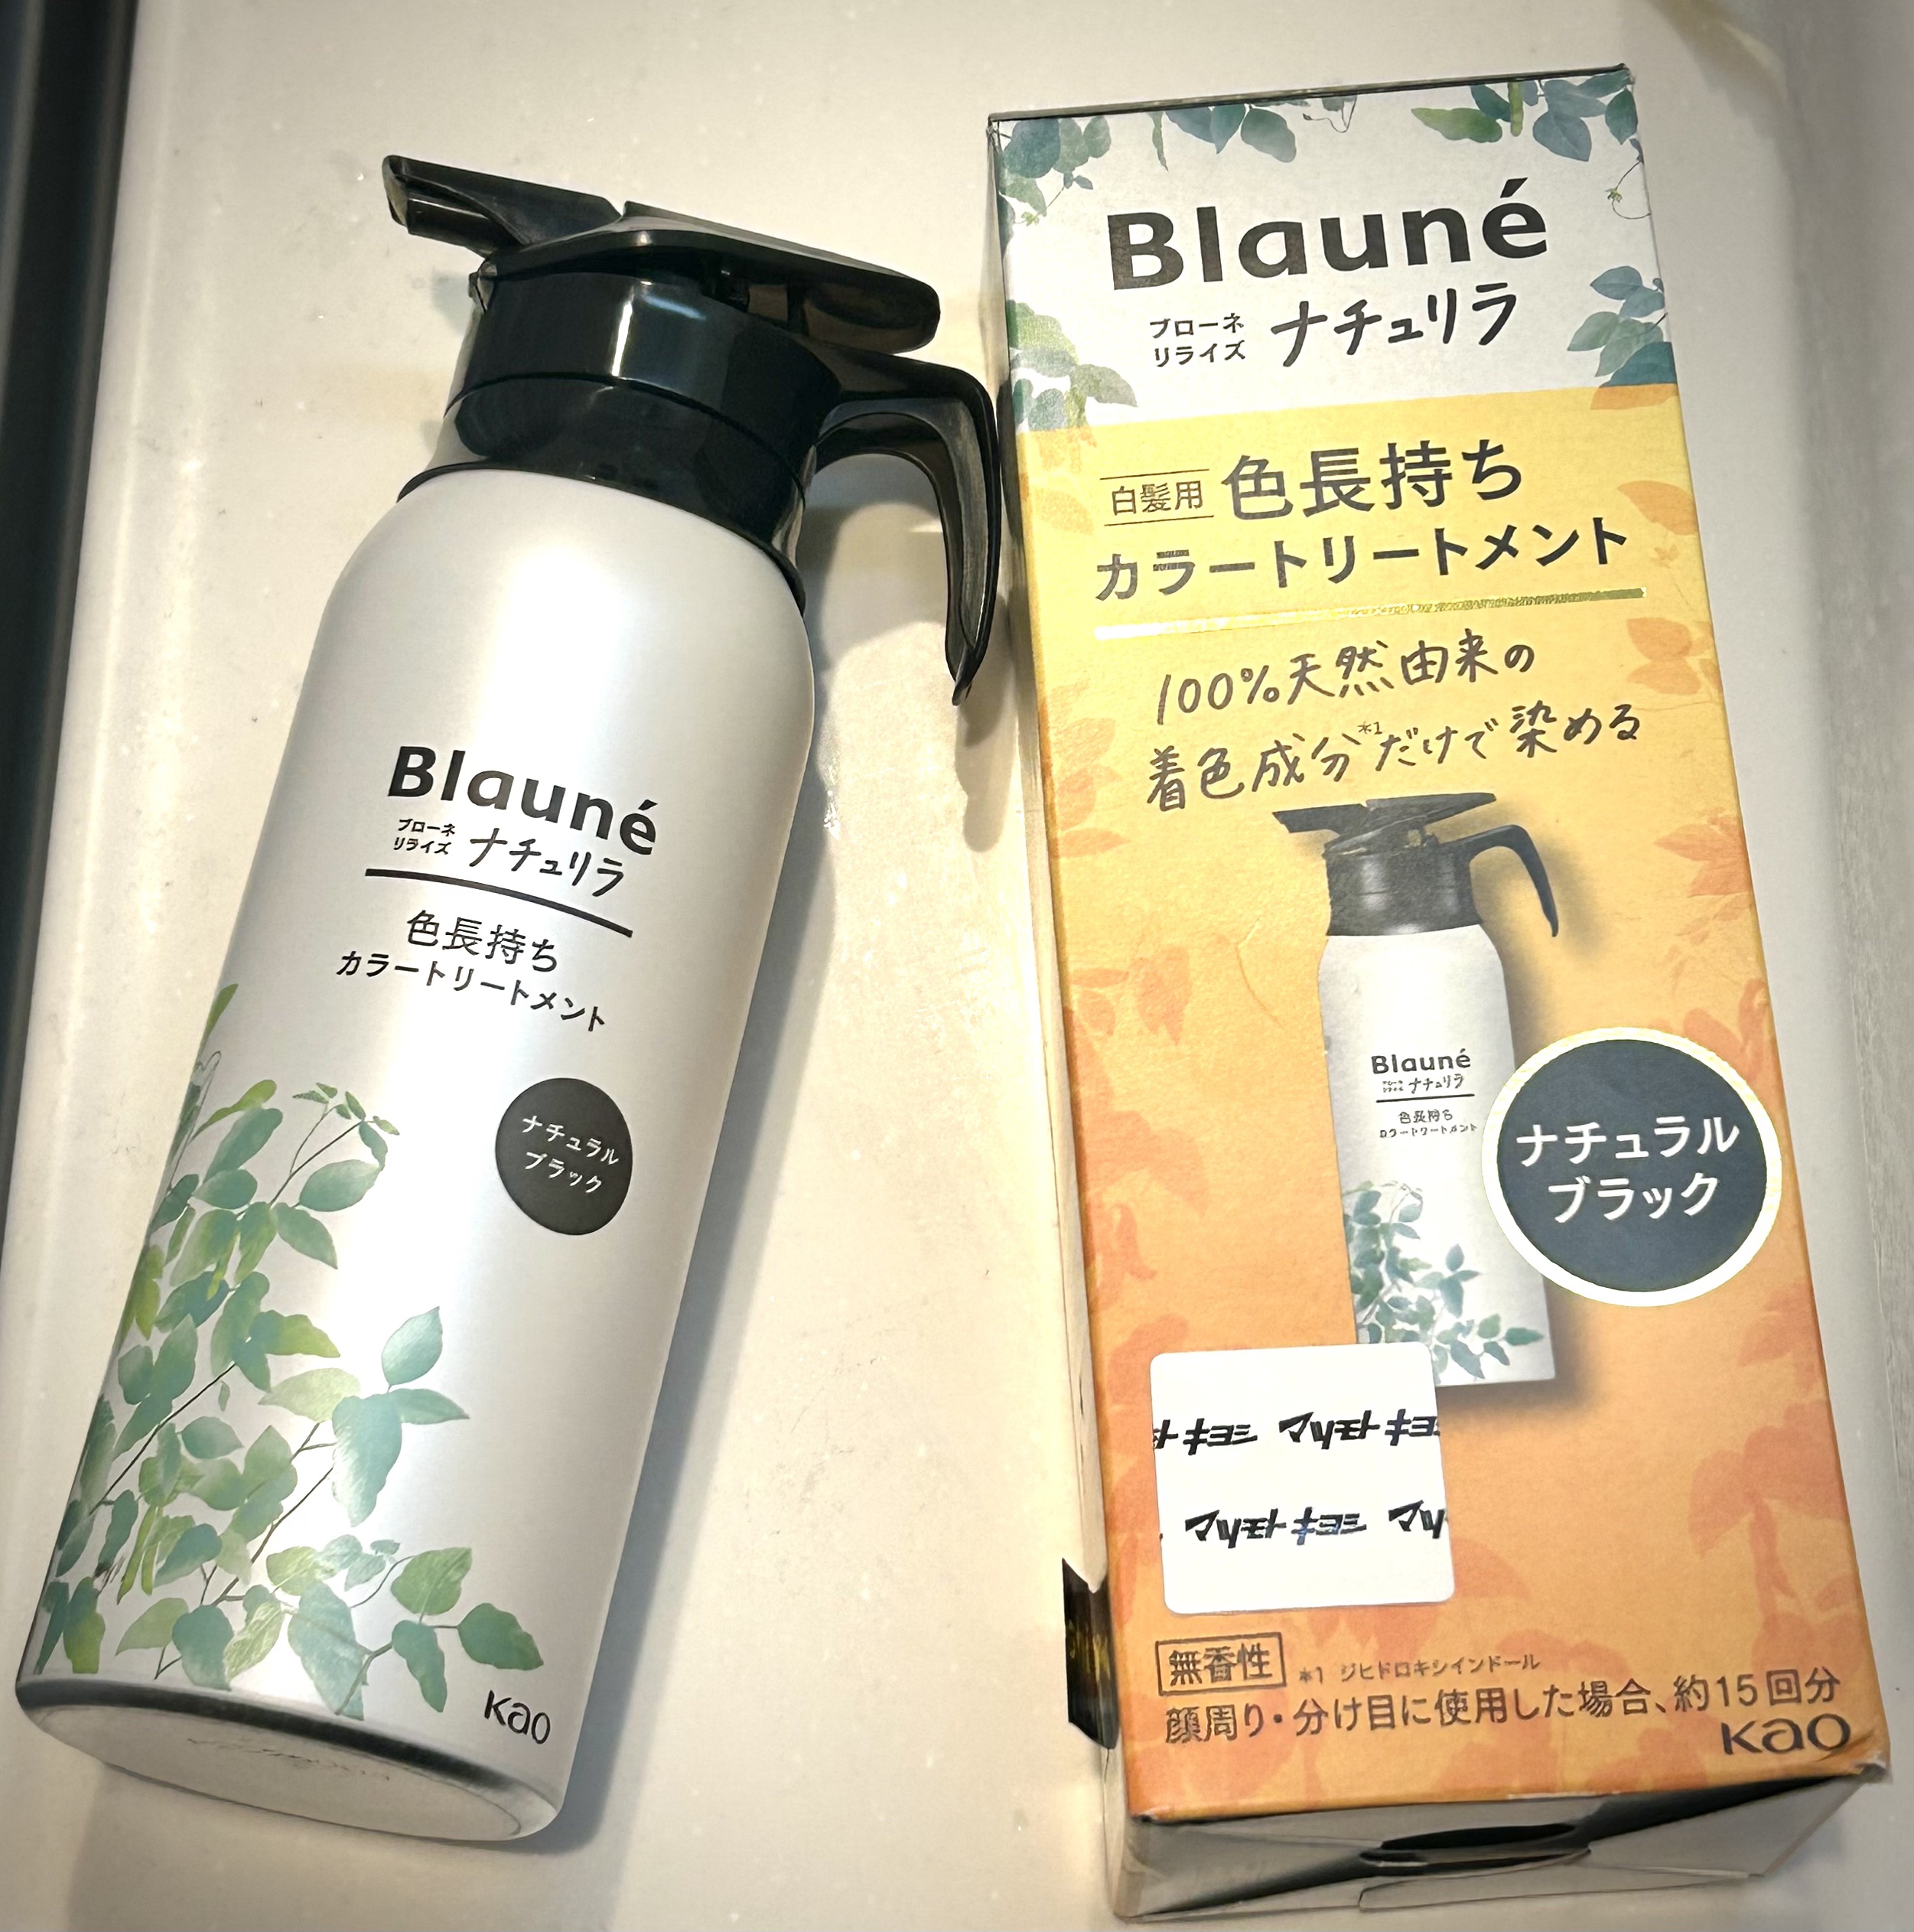 Blauné
ブローネ
リライズ
ナチュリラ
色長持ち
カラートリートメント
ナチュラル
ブラック
Kao
Blauné
ブローネ
リライズ
ナチュリラ
白髪用 色長持ち
カラートリートメント
100%天然由来の
着色成分*1だけで染める
Blauné
ナチュリラ
色長持ち
カラートリートメント
ナチュラル
ブラック
キヨシ マツモトキヨ
マツモトキヨシ マツ
無香性 *1 ジヒドロキシインドール
顔周り・分け目に使用した場合、約15回分
Kao